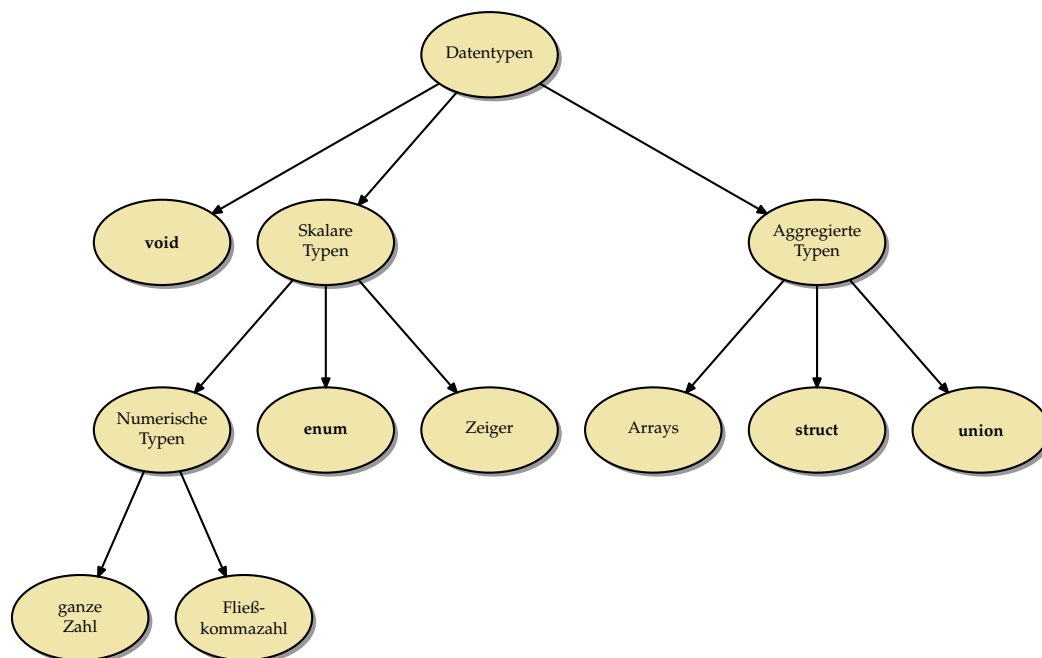 Datentypen
void
Skalare
Typen
Aggregierte
Typen
Numerische
Typen
enum
Zeiger
Arrays
struct
union
ganze
Zahl
Fließ-
kommazahl